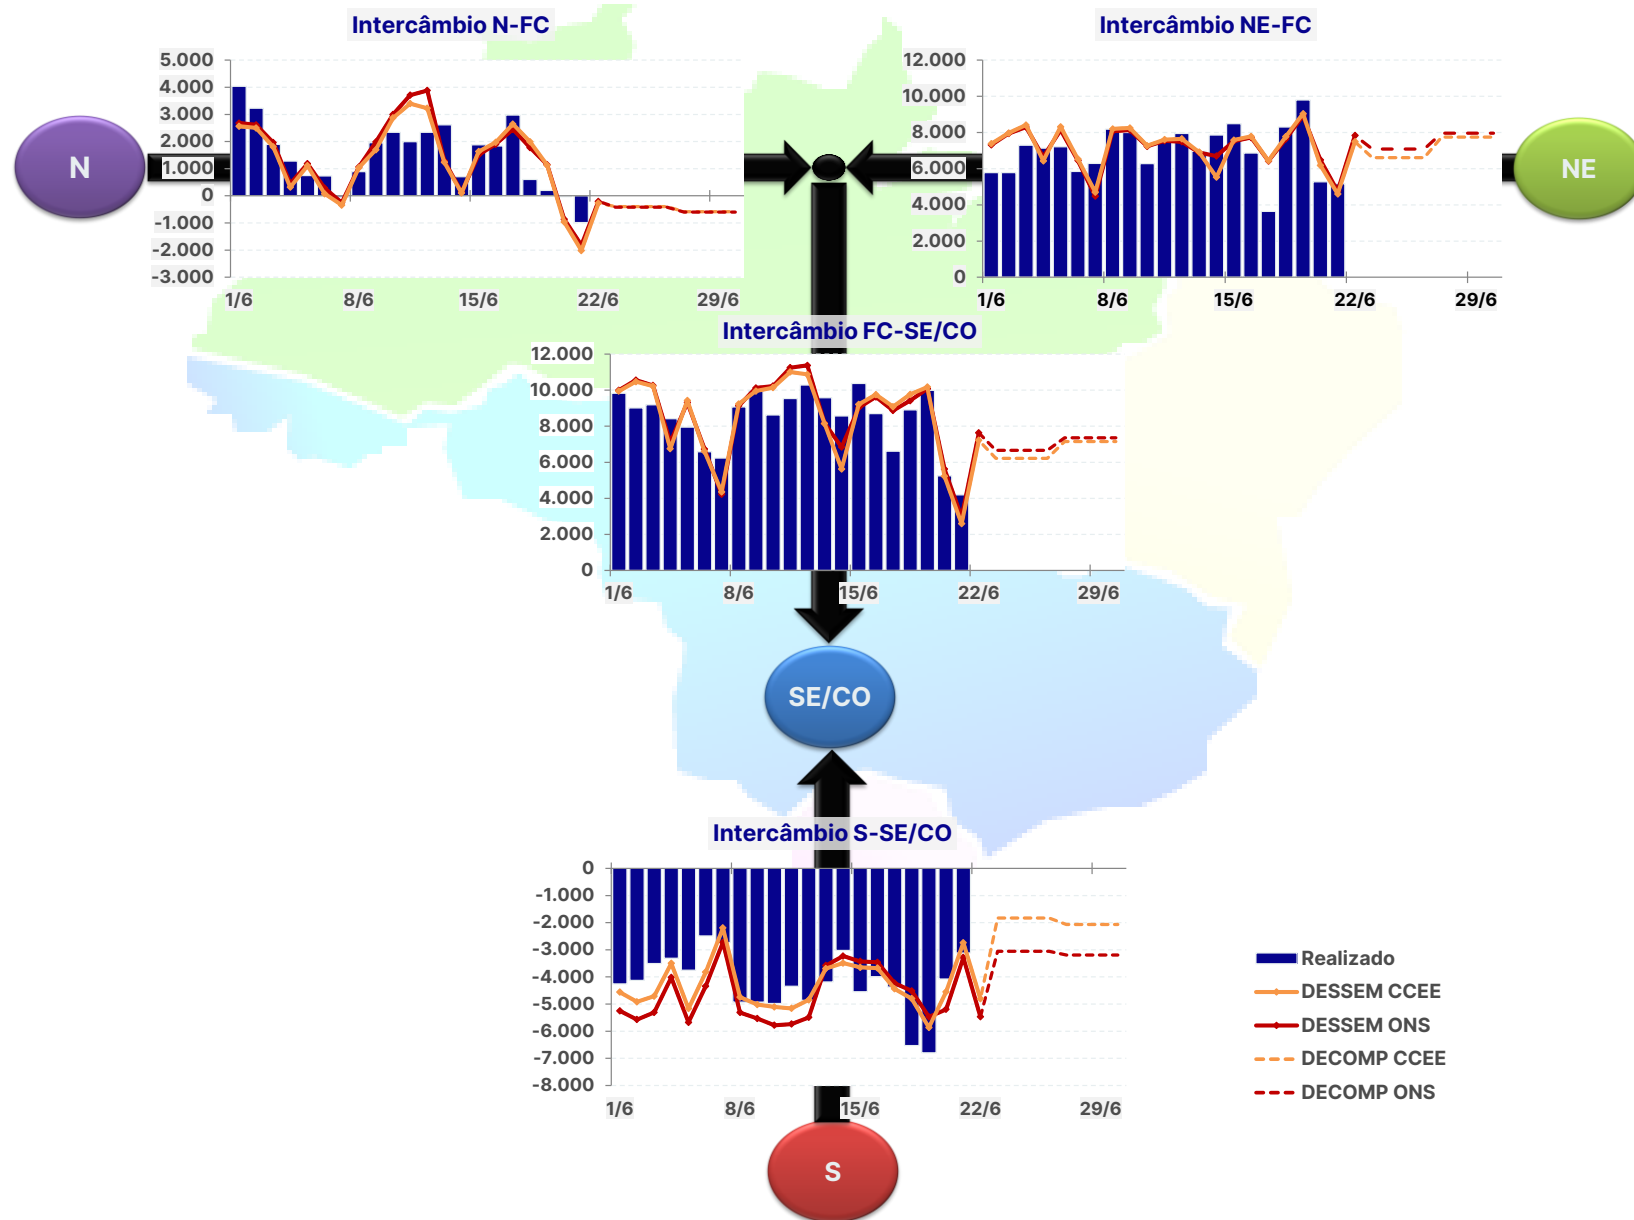 Intercâmbio N-FC
5.000
4.000
3.000
2.000
1.000
0
-1.000
-2.000
-3.000
1/6 8/6 15/6 22/6 29/6
N
Intercâmbio NE-FC
12.000
10.000
8.000
6.000
4.000
2.000
0
1/6 8/6 15/6 22/6 29/6
NE
Intercâmbio FC-SE/CO
12.000
10.000
8.000
6.000
4.000
2.000
0
1/6 8/6 15/6 22/6 29/6
SE/CO
Intercâmbio S-SE/CO
0
-1.000
-2.000
-3.000
-4.000
-5.000
-6.000
-7.000
-8.000
1/6 8/6 15/6 22/6 29/6
Realizado
DESSEM CCEE
DESSEM ONS
DECOMP CCEE
DECOMP ONS
S